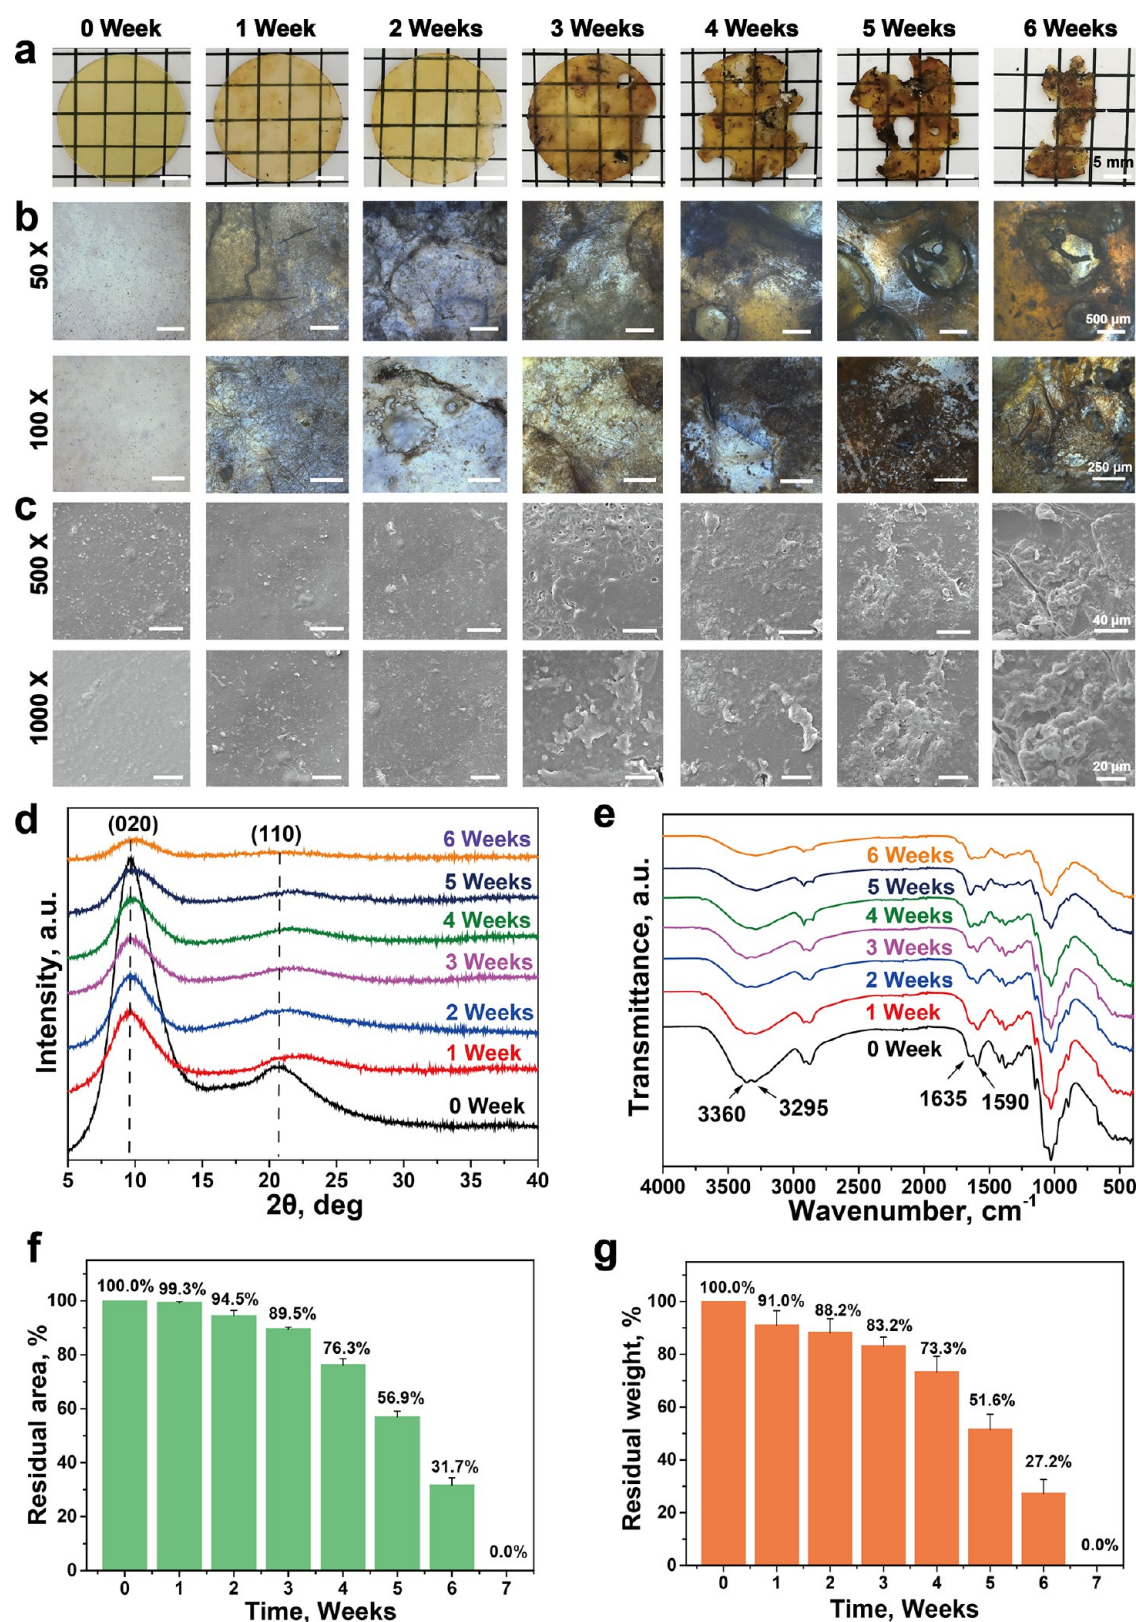 0 Week 1 Week 2 Weeks 3 Weeks 4 Weeks 5 Weeks 6 Weeks
a
5 mm
b
50 X
500 µm
100 X
250 µm
c
500 X
40 µm
1000 X
20 µm
d
(020)
(110)
6 Weeks
5 Weeks
4 Weeks
3 Weeks
2 Weeks
1 Week
0 Week
Intensity, a.u.
5 10 15 20 25 30 35 40
2θ, deg
e
6 Weeks
5 Weeks
4 Weeks
3 Weeks
2 Weeks
1 Week
0 Week
3360 3295 1635 1590
Transmittance, a.u.
4000 3500 3000 2500 2000 1500 1000 500
Wavenumber, cm-1
f
100.0% 99.3% 94.5% 89.5% 76.3% 56.9% 31.7% 0.0%
Residual area, %
100
80
60
40
20
0
0 1 2 3 4 5 6 7
Time, Weeks
g
100.0% 91.0% 88.2% 83.2% 73.3% 51.6% 27.2% 0.0%
Residual weight, %
100
80
60
40
20
0
0 1 2 3 4 5 6 7
Time, Weeks